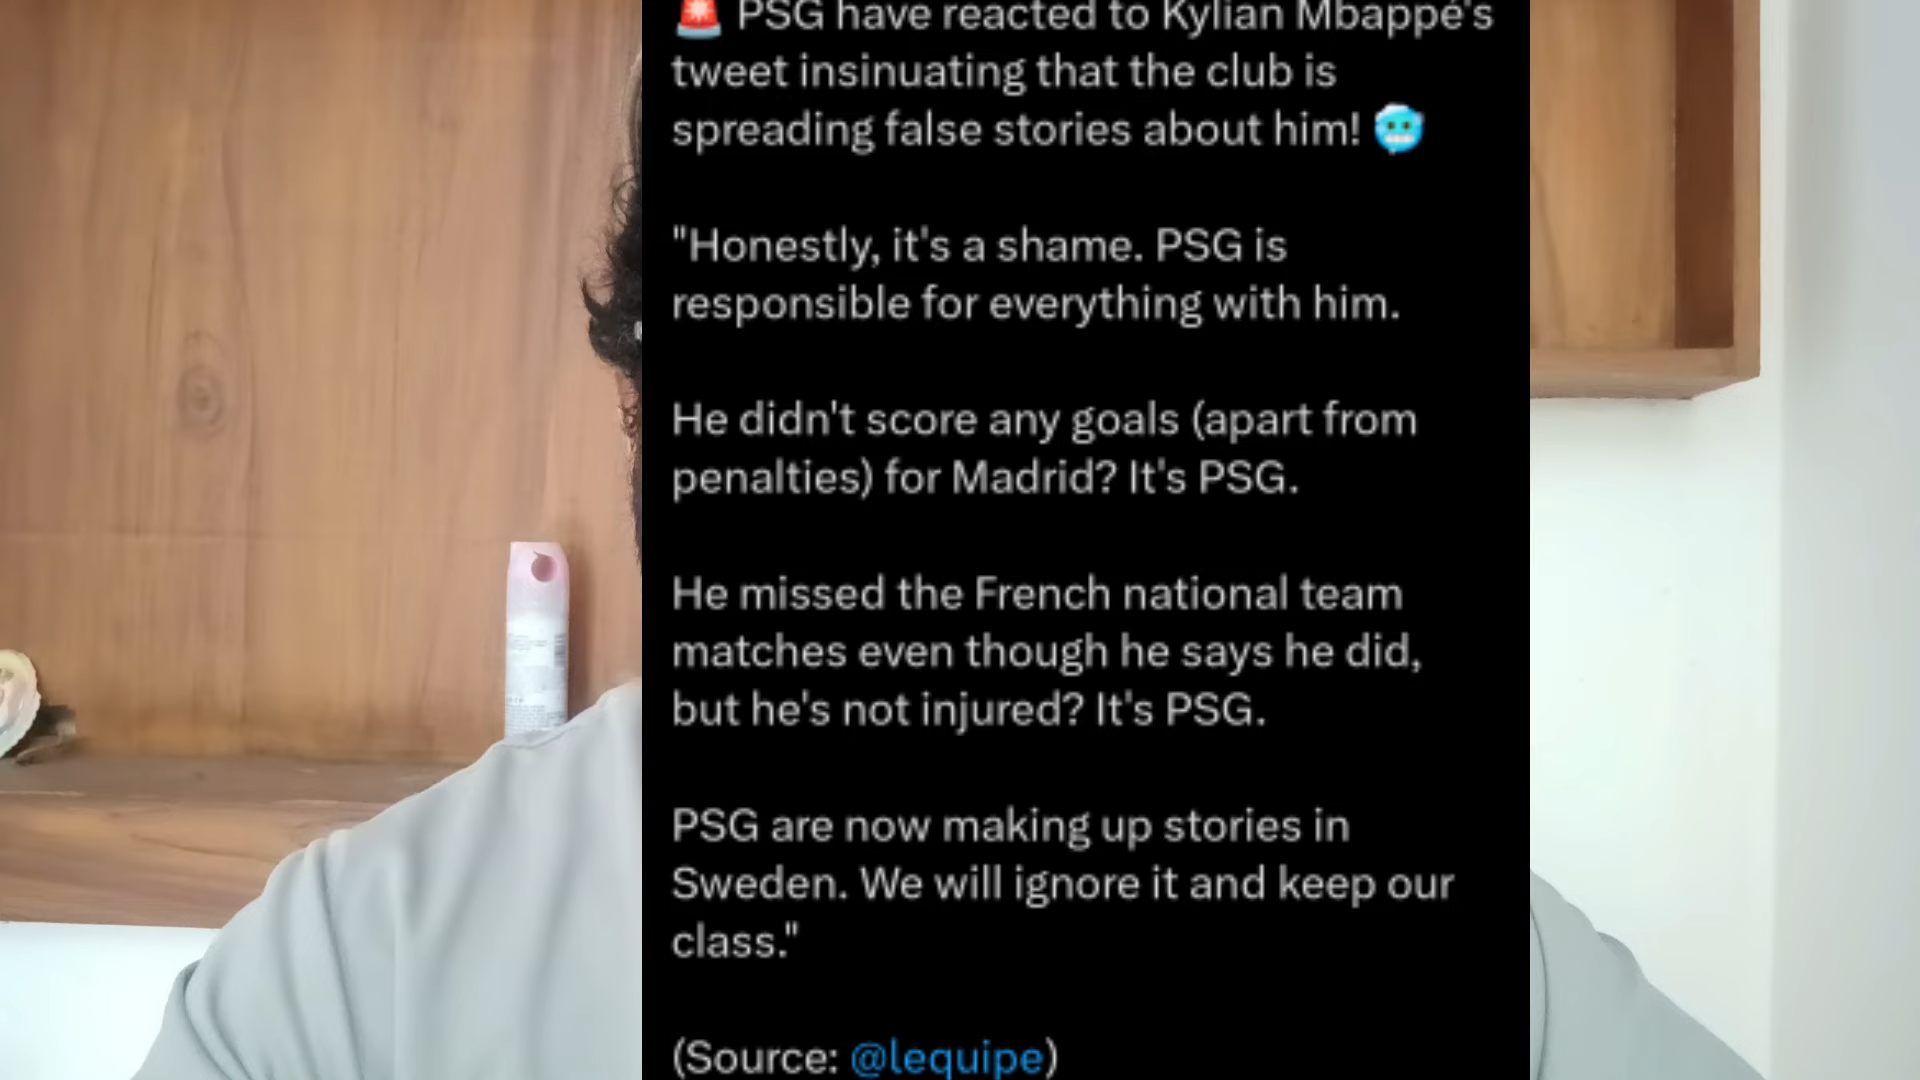 🚨 PSG have reacted to Kylian Mbappé's
tweet insinuating that the club is
spreading false stories about him! 🥶
"Honestly, it's a shame. PSG is
responsible for everything with him.
He didn't score any goals (apart from
penalties) for Madrid? It's PSG.
He missed the French national team
matches even though he says he did,
but he's not injured? It's PSG.
PSG are now making up stories in
Sweden. We will ignore it and keep our
class."
(Source: @lequipe)